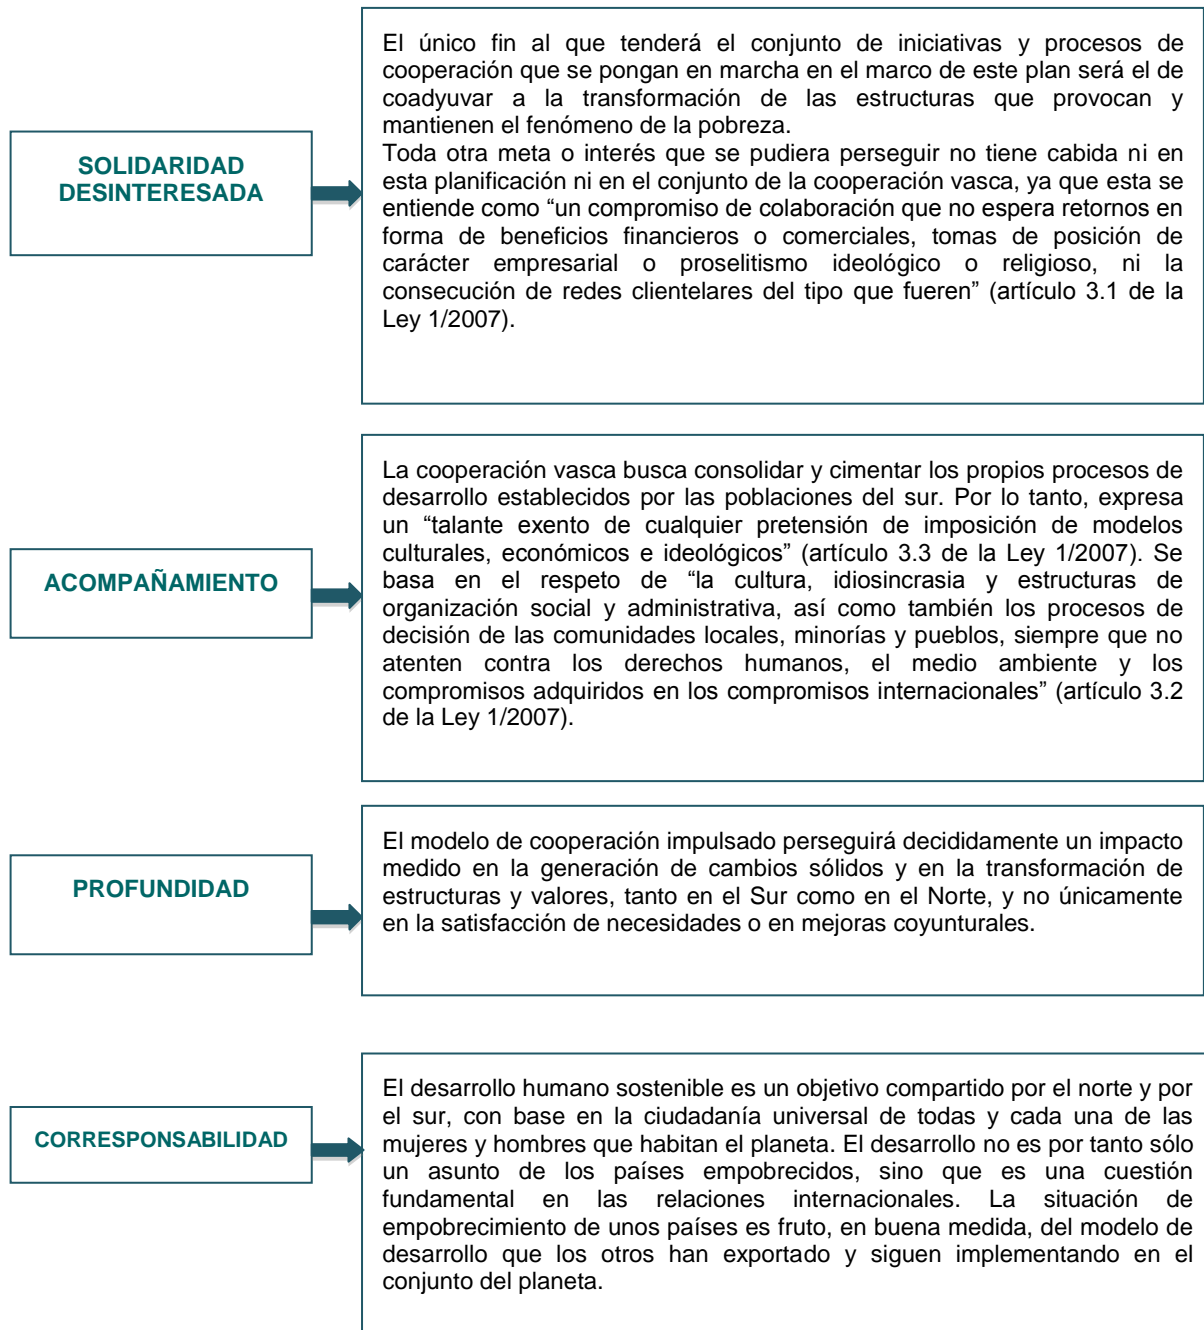 SOLIDARIDAD
DESINTERESADA
El único fin al que tenderá el conjunto de iniciativas y procesos de
cooperación que se pongan en marcha en el marco de este plan será el de
coadyuvar a la transformación de las estructuras que provocan y
mantienen el fenómeno de la pobreza.
Toda otra meta o interés que se pudiera perseguir no tiene cabida ni en
esta planificación ni en el conjunto de la cooperación vasca, ya que esta se
entiende como “un compromiso de colaboración que no espera retornos en
forma de beneficios financieros o comerciales, tomas de posición de
carácter empresarial o proselitismo ideológico o religioso, ni la
consecución de redes clientelares del tipo que fueren” (artículo 3.1 de la
Ley 1/2007).
ACOMPAÑAMIENTO
La cooperación vasca busca consolidar y cimentar los propios procesos de
desarrollo establecidos por las poblaciones del sur. Por lo tanto, expresa
un “talante exento de cualquier pretensión de imposición de modelos
culturales, económicos e ideológicos” (artículo 3.3 de la Ley 1/2007). Se
basa en el respeto de “la cultura, idiosincrasia y estructuras de
organización social y administrativa, así como también los procesos de
decisión de las comunidades locales, minorías y pueblos, siempre que no
atenten contra los derechos humanos, el medio ambiente y los
compromisos adquiridos en los compromisos internacionales” (artículo 3.2
de la Ley 1/2007).
PROFUNDIDAD
El modelo de cooperación impulsado perseguirá decididamente un impacto
medido en la generación de cambios sólidos y en la transformación de
estructuras y valores, tanto en el Sur como en el Norte, y no únicamente
en la satisfacción de necesidades o en mejoras coyunturales.
CORRESPONSABILIDAD
El desarrollo humano sostenible es un objetivo compartido por el norte y por
el sur, con base en la ciudadanía universal de todas y cada una de las
mujeres y hombres que habitan el planeta. El desarrollo no es por tanto sólo
un asunto de los países empobrecidos, sino que es una cuestión
fundamental en las relaciones internacionales. La situación de
empobrecimiento de unos países es fruto, en buena medida, del modelo de
desarrollo que los otros han exportado y siguen implementando en el
conjunto del planeta.